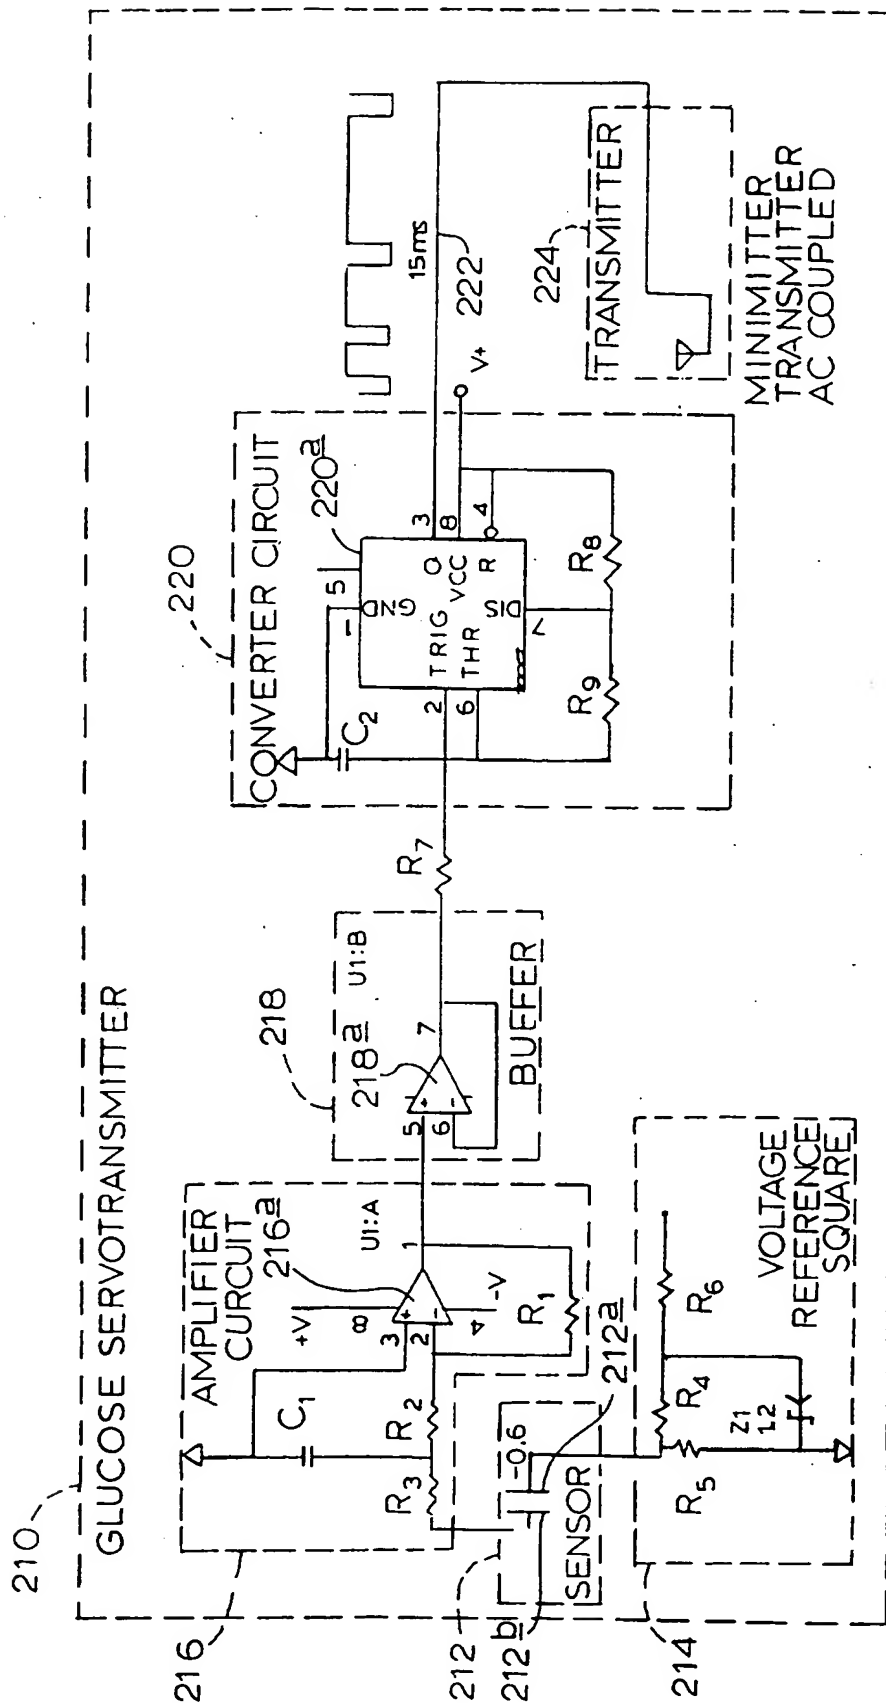 210
GLUCOSE SERVOTRANSMITTER
216
AMPLIFIER
CURCUIT
216a
+V
8
3
2
4
-V
1
U1:A
C1
R1
R2
R3
212
212b
212a
-0.6
SENSOR
214
R4
R5
R6
Z1
1.2
VOLTAGE
REFERENCE
SQUARE
218
218a
U1:B
5
6
7
BUFFER
R7
220
CONVERTER CIRCUIT
220a
C2
1
5
GND
TRIG
THR
O
VCC
R
DIS
2
6
3
8
4
7
R8
R9
V+
15ms
222
224
TRANSMITTER
MINIMITTER
TRANSMITTER
AC COUPLED